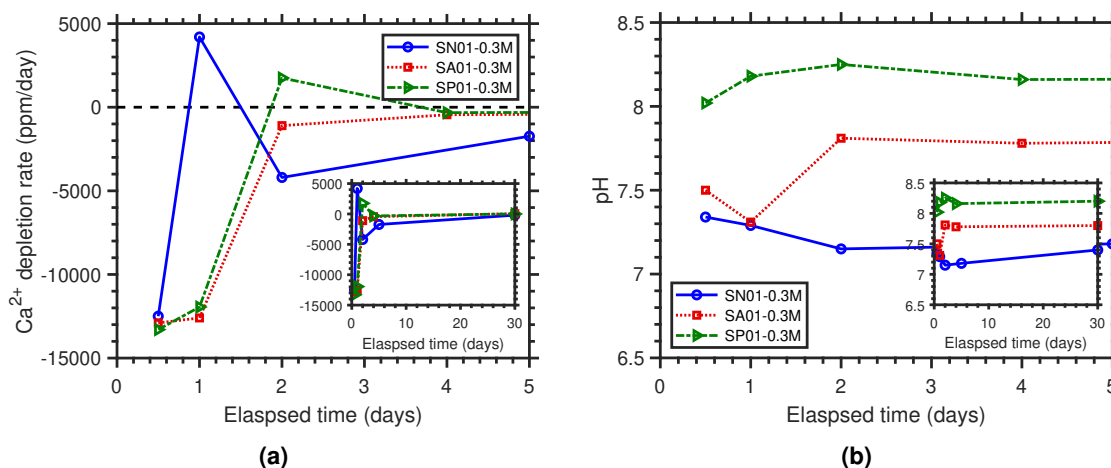 5000
0
-5000
-10000
-15000
Ca2+ depletion rate (ppm/day)
SN01-0.3M
SA01-0.3M
SP01-0.3M
5000
0
-5000
-10000
-15000
0 10 20 30
Elaspsed time (days)
0 1 2 3 4 5
Elaspsed time (days)
(a)
8.5
8
7.5
7
6.5
pH
SN01-0.3M
SA01-0.3M
SP01-0.3M
8.5
8
7.5
7
6.5
0 10 20 30
Elaspsed time (days)
0 1 2 3 4 5
Elaspsed time (days)
(b)